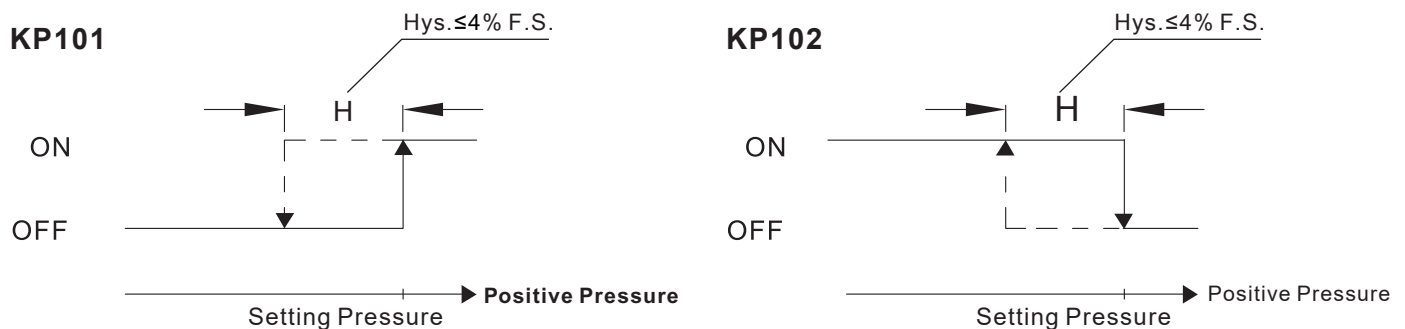 KP101
Hys.≤4% F.S.
H
ON
OFF
Positive Pressure
Setting Pressure
KP102
Hys.≤4% F.S.
H
ON
OFF
Positive Pressure
Setting Pressure